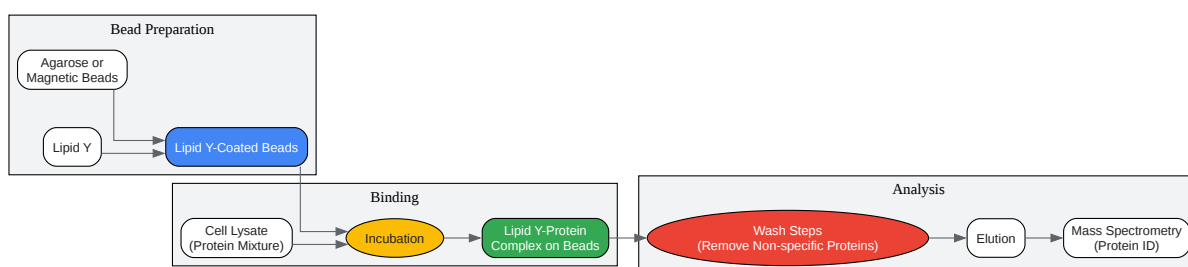 Bead Preparation
Agarose or
Magnetic Beads
Lipid Y
Lipid Y-Coated Beads
Binding
Cell Lysate
(Protein Mixture)
Incubation
Lipid Y-Protein
Complex on Beads
Analysis
Wash Steps
(Remove Non-specific Proteins)
Elution
Mass Spectrometry
(Protein ID)